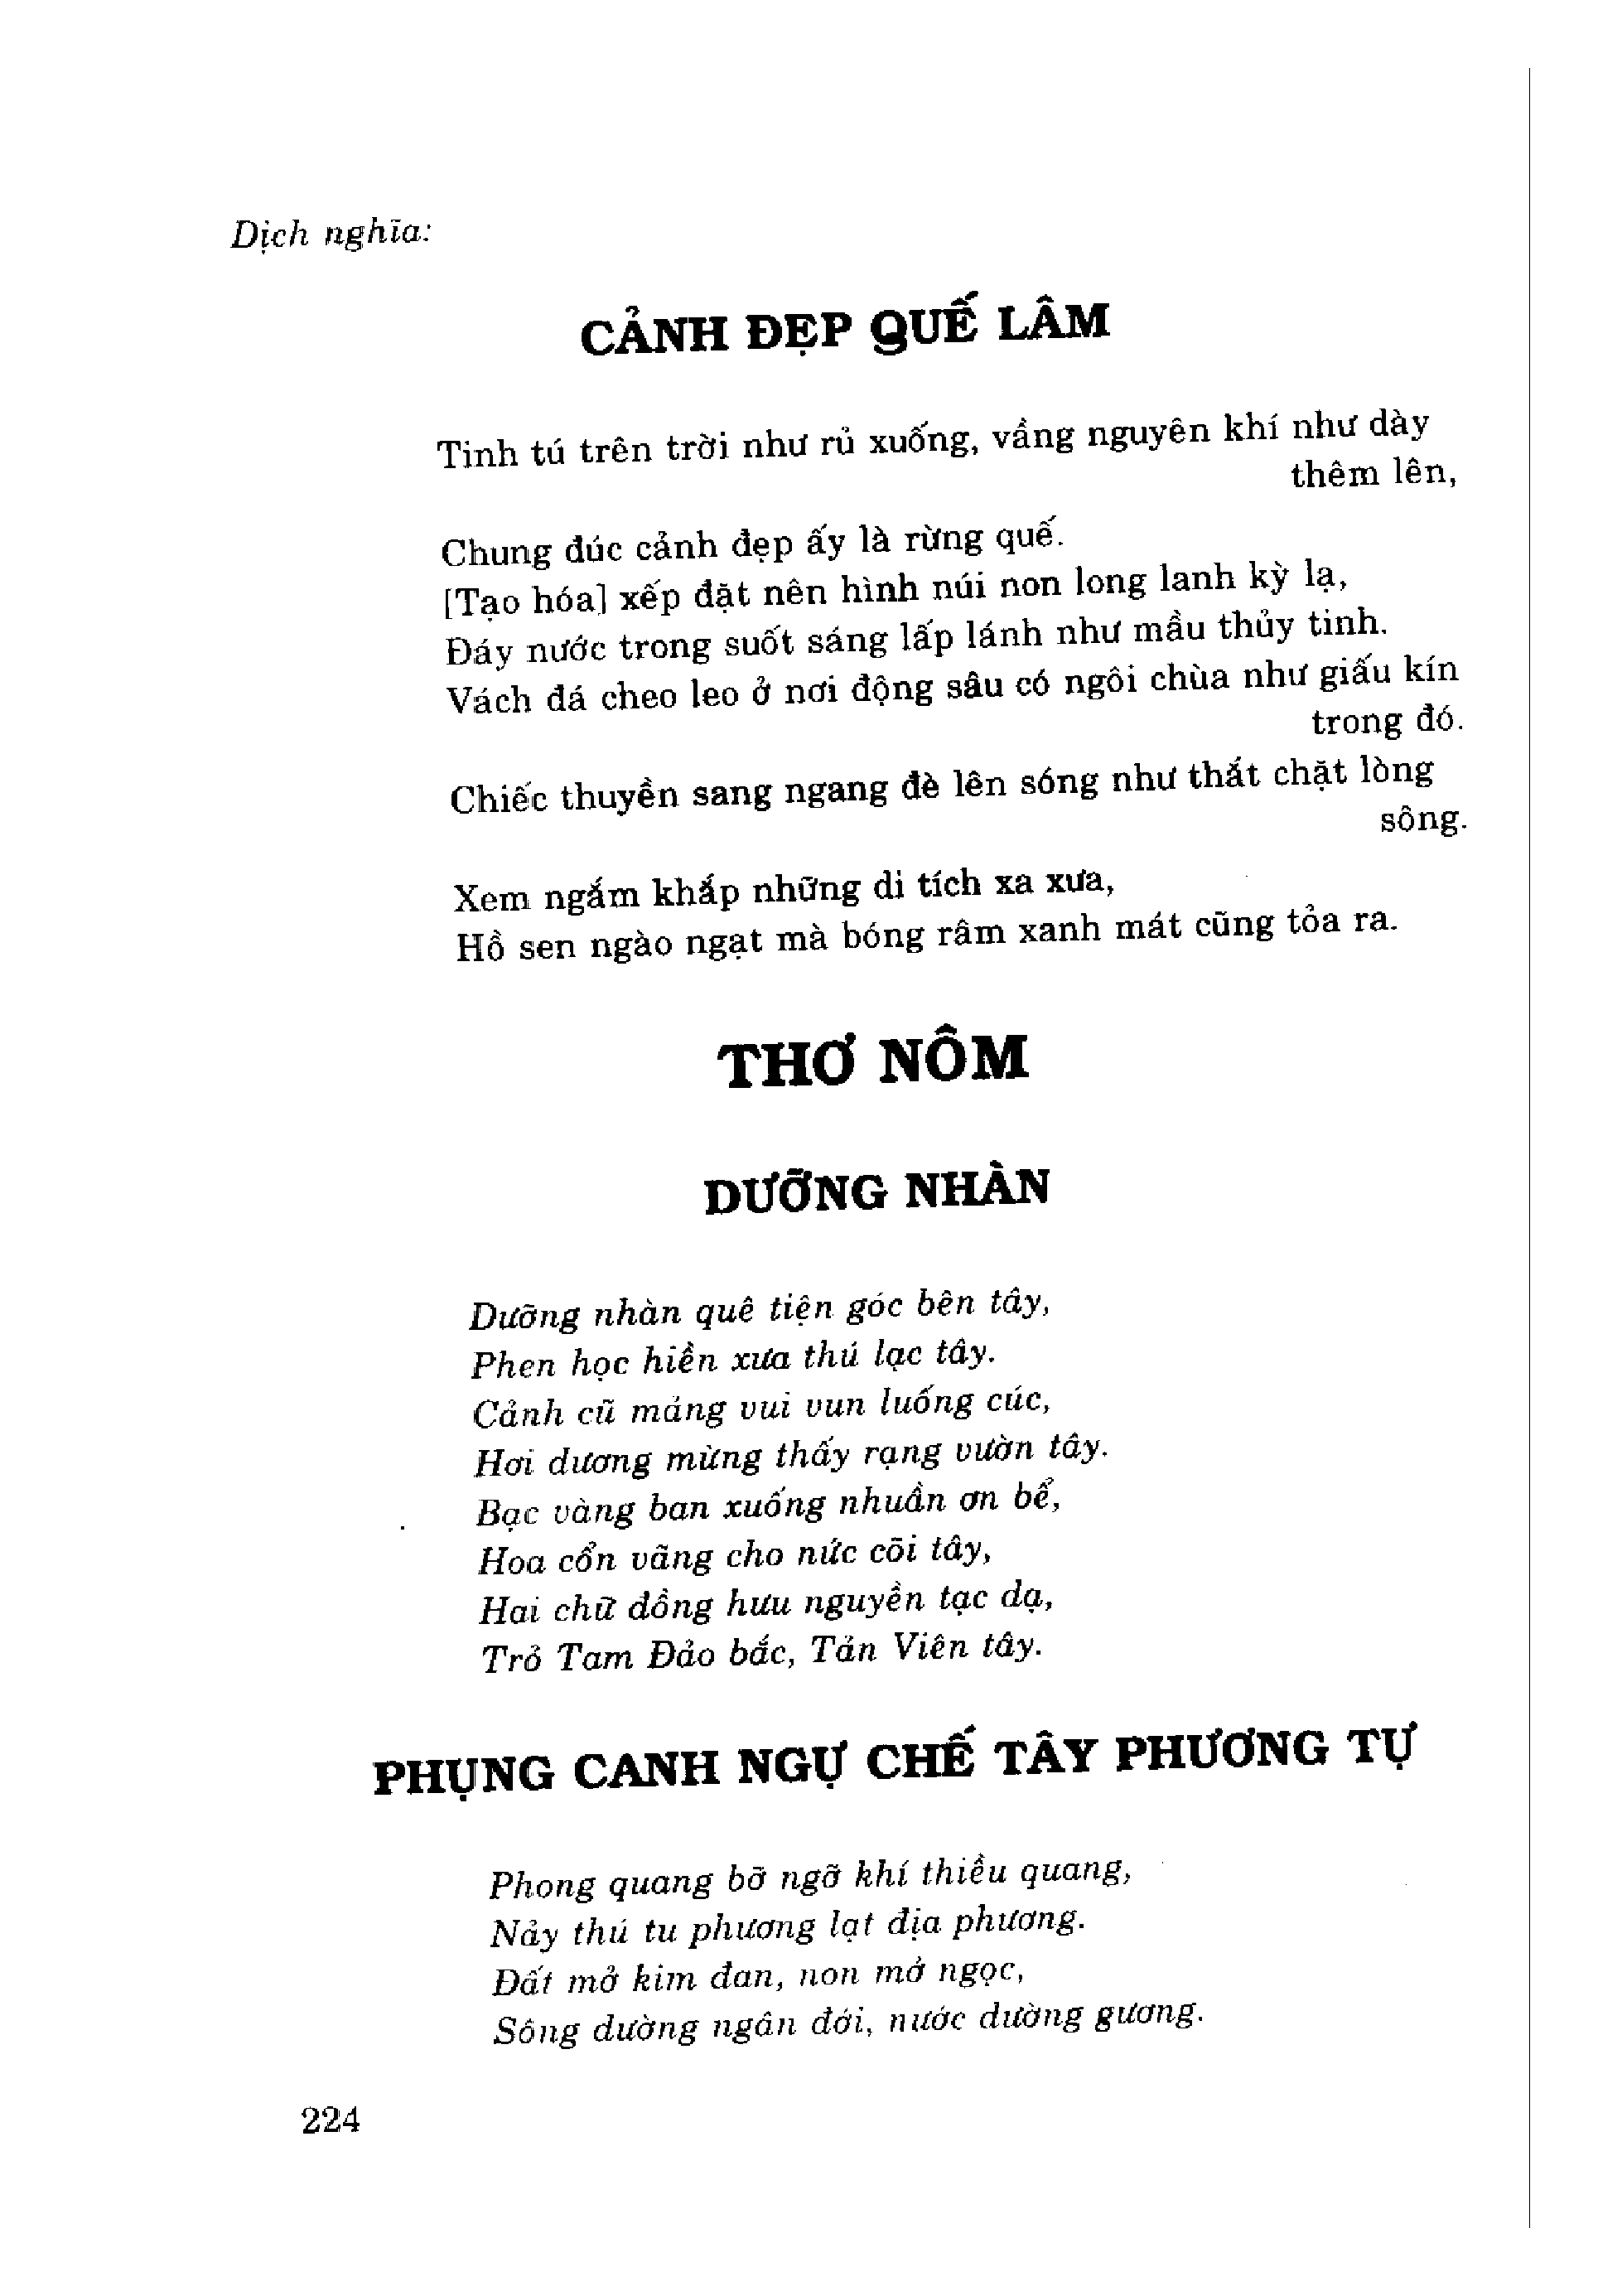 Dịch nghĩa:
CẢNH ĐẸP QUẾ LÂM
Tinh tú trên trời như rủ xuống, vầng nguyên khí như dày
thêm lên,
Chung đúc cảnh đẹp ấy là rừng quế.
[Tạo hóa] xếp đặt nên hình núi non long lanh kỳ lạ,
Đáy nước trong suốt sáng lấp lánh như mầu thủy tinh.
Vách đá cheo leo ở nơi động sâu có ngôi chùa như giấu kín
trong đó.
Chiếc thuyền sang ngang đè lên sóng như thắt chặt lòng
sông.
Xem ngắm khắp những di tích xa xưa,
Hồ sen ngào ngạt mà bóng râm xanh mát cũng tỏa ra.
THƠ NÔM
DƯỠNG NHÀN
Dưỡng nhàn quê tiện góc bên tây,
Phen học hiền xưa thú lạc tây.
Cảnh cũ mảng vui vun luống cúc,
Hơi dương mừng thấy rạng vườn tây.
Bạc vàng ban xuống nhuần ơn bể,
Hoa cổn vãng cho nức cõi tây,
Hai chữ đồng hưu nguyền tạc dạ,
Trỏ Tam Đảo bắc, Tản Viên tây.
PHỤNG CANH NGỰ CHẾ TÂY PHƯƠNG TỰ
Phong quang bỡ ngỡ khí thiều quang,
Nảy thú tu phương lạt địa phương.
Đất mở kim đan, non mở ngọc,
Sông dường ngân đới, nước dường gương.
224